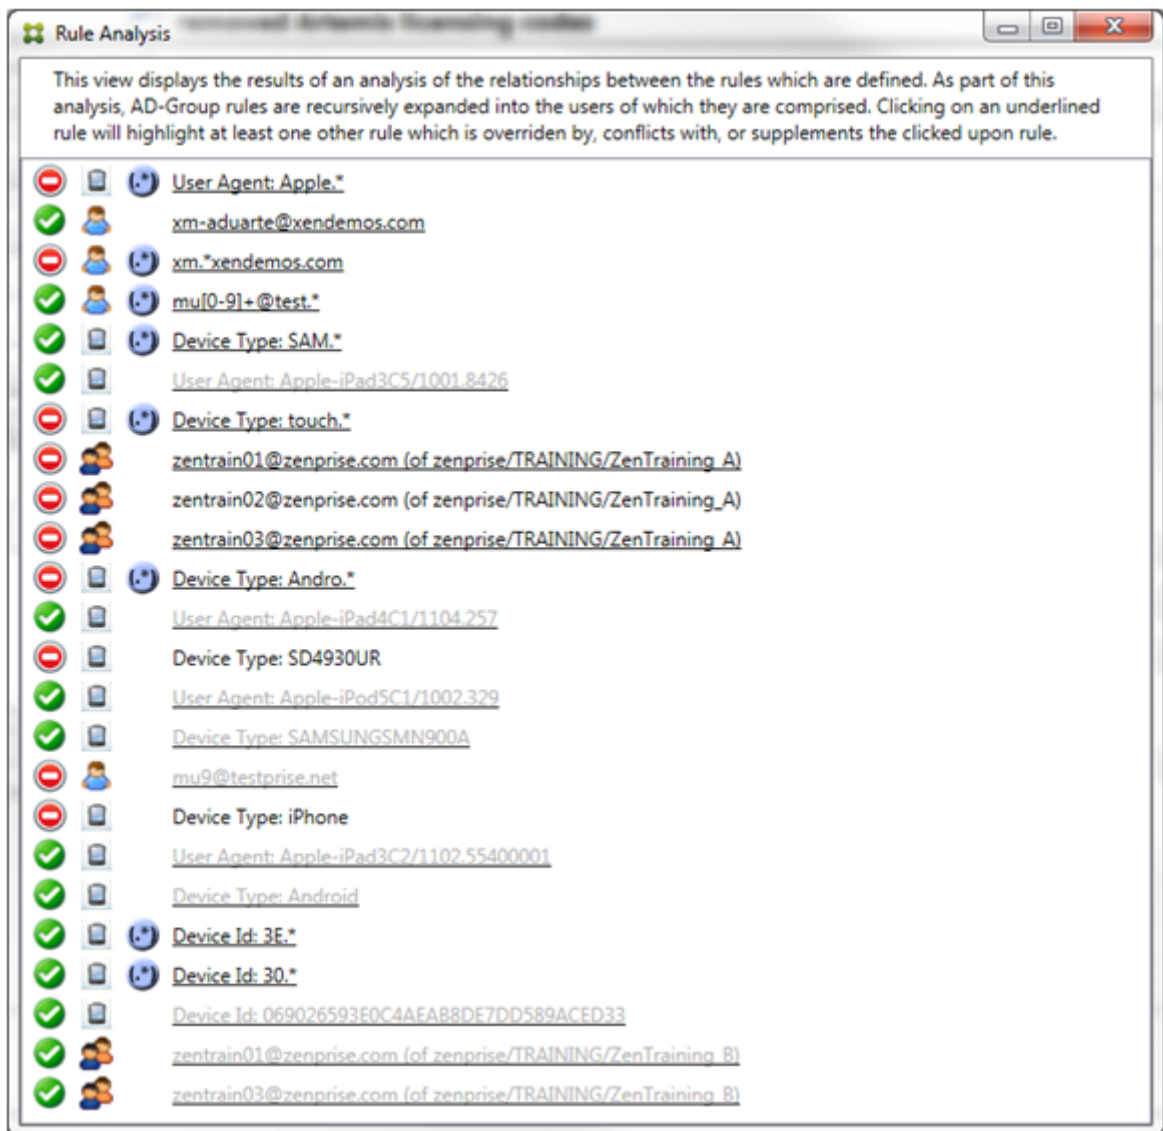 removed Artemis licensing codes
Rule Analysis
This view displays the results of an analysis of the relationships between the rules which are defined. As part of this
analysis, AD-Group rules are recursively expanded into the users of which they are comprised. Clicking on an underlined
rule will highlight at least one other rule which is overriden by, conflicts with, or supplements the clicked upon rule.
(.*) User Agent: Apple.*
xm-aduarte@xendemos.com
(.*) xm.*xendemos.com
(.*) mu[0-9]+@test.*
(.*) Device Type: SAM.*
User Agent: Apple-iPad3C5/1001.8426
(.*) Device Type: touch.*
zentrain01@zenprise.com (of zenprise/TRAINING/ZenTraining_A)
zentrain02@zenprise.com (of zenprise/TRAINING/ZenTraining_A)
zentrain03@zenprise.com (of zenprise/TRAINING/ZenTraining_A)
(.*) Device Type: Andro.*
User Agent: Apple-iPad4C1/1104.257
Device Type: SD4930UR
User Agent: Apple-iPod5C1/1002.329
Device Type: SAMSUNGSMN900A
mu9@testprise.net
Device Type: iPhone
User Agent: Apple-iPad3C2/1102.55400001
Device Type: Android
(.*) Device Id: 3E.*
(.*) Device Id: 30.*
Device Id: 069026593E0C4AEAB8DE7DD589ACED33
zentrain01@zenprise.com (of zenprise/TRAINING/ZenTraining_B)
zentrain03@zenprise.com (of zenprise/TRAINING/ZenTraining_B)